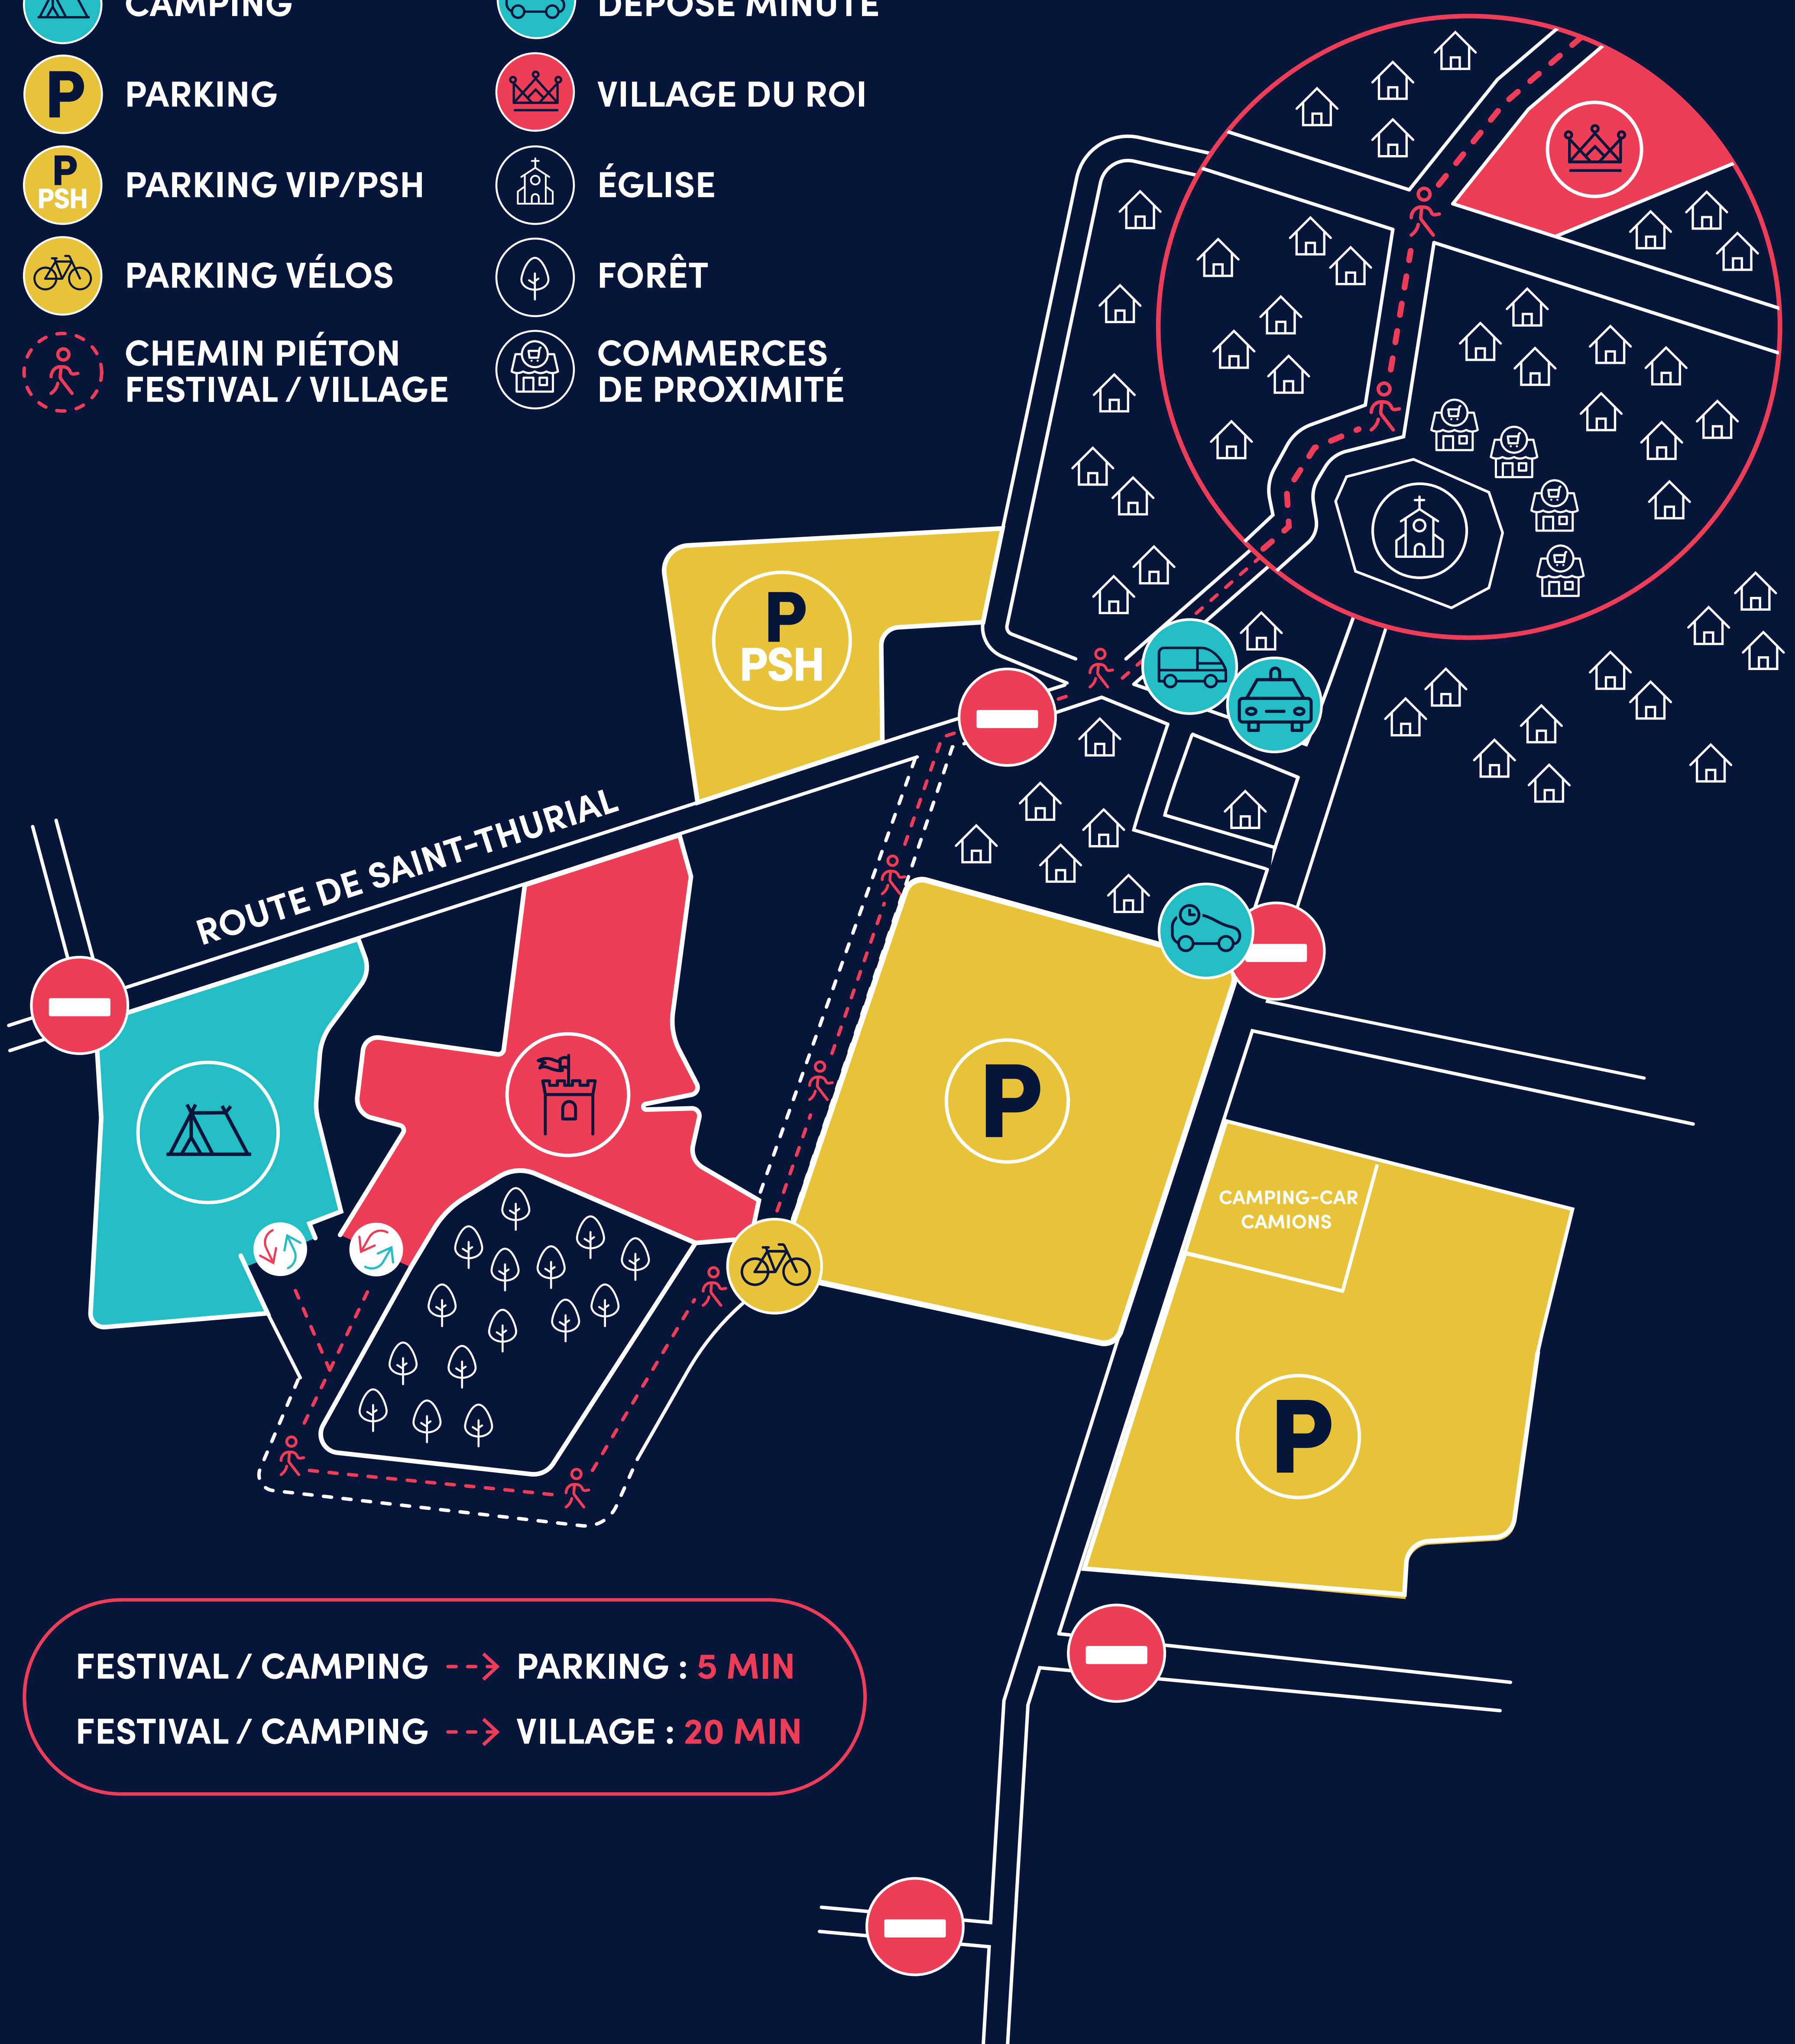 CAMPING
DÉPOSE MINUTE
P
PARKING
VILLAGE DU ROI
P
PSH
PARKING VIP/PSH
ÉGLISE
PARKING VÉLOS
FORÊT
CHEMIN PIÉTON
FESTIVAL / VILLAGE
COMMERCES
DE PROXIMITÉ
P
PSH
ROUTE DE SAINT-THURIAL
P
CAMPING-CAR
CAMIONS
P
FESTIVAL / CAMPING --> PARKING : 5 MIN
FESTIVAL / CAMPING --> VILLAGE : 20 MIN